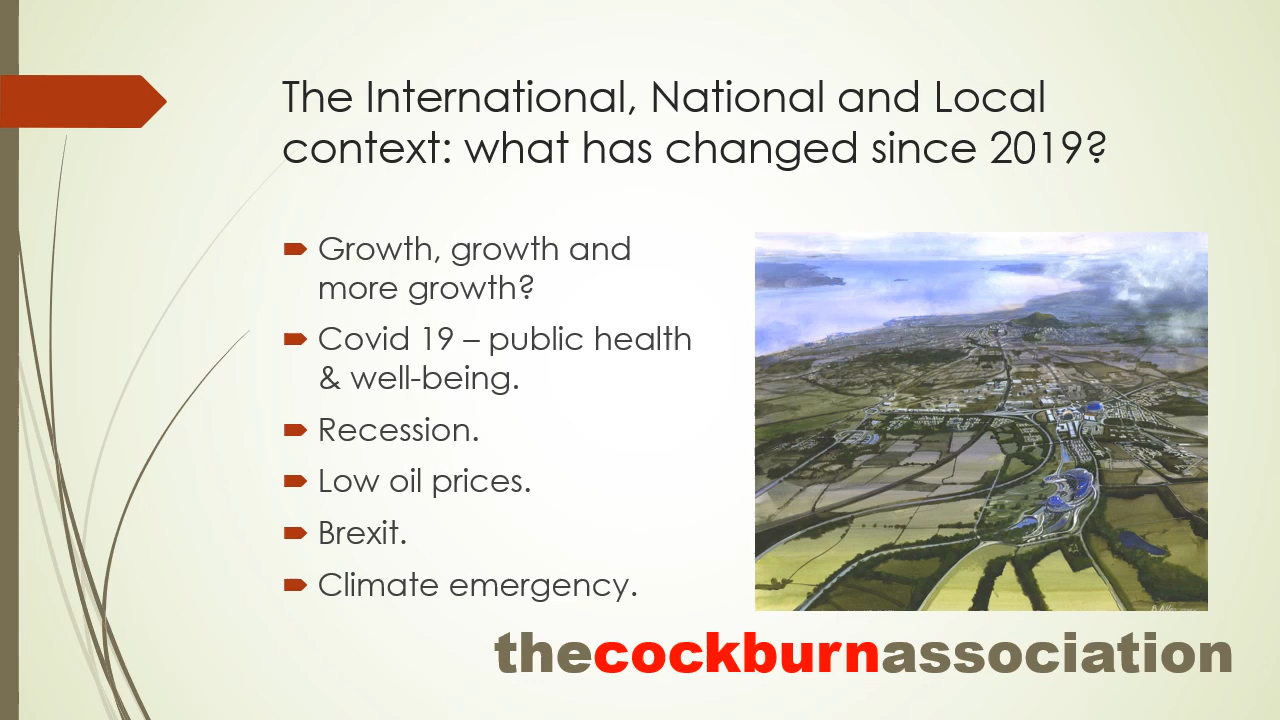 The International, National and Local
context: what has changed since 2019?
Growth, growth and
more growth?
Covid 19 – public health
& well-being.
Recession.
Low oil prices.
Brexit.
Climate emergency.
thecockburnassociation